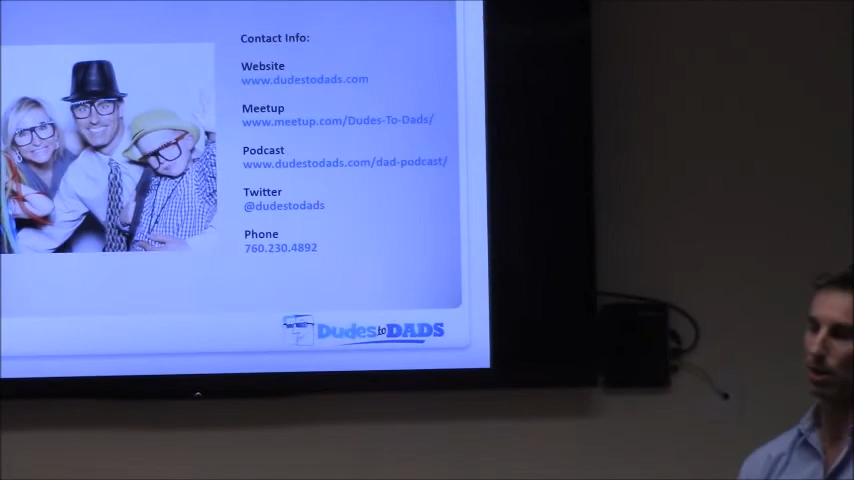 Contact Info:
Website
www.dudestodads.com
Meetup
www.meetup.com/Dudes-To-Dads/
Podcast
www.dudestodads.com/dad-podcast/
Twitter
@dudestodads
Phone
760.230.4892
Dudes to DADS